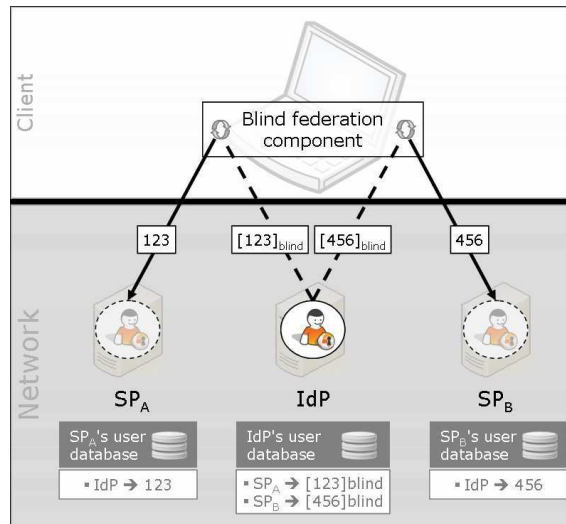 Client
Blind federation
component
123
[123]blind
[456]blind
456
Network
SPA
IdP
SPB
SPA's user
database
▪ IdP → 123
IdP's user
database
▪ SPA → [123]blind
▪ SPB → [456]blind
SPB's user
database
▪ IdP → 456